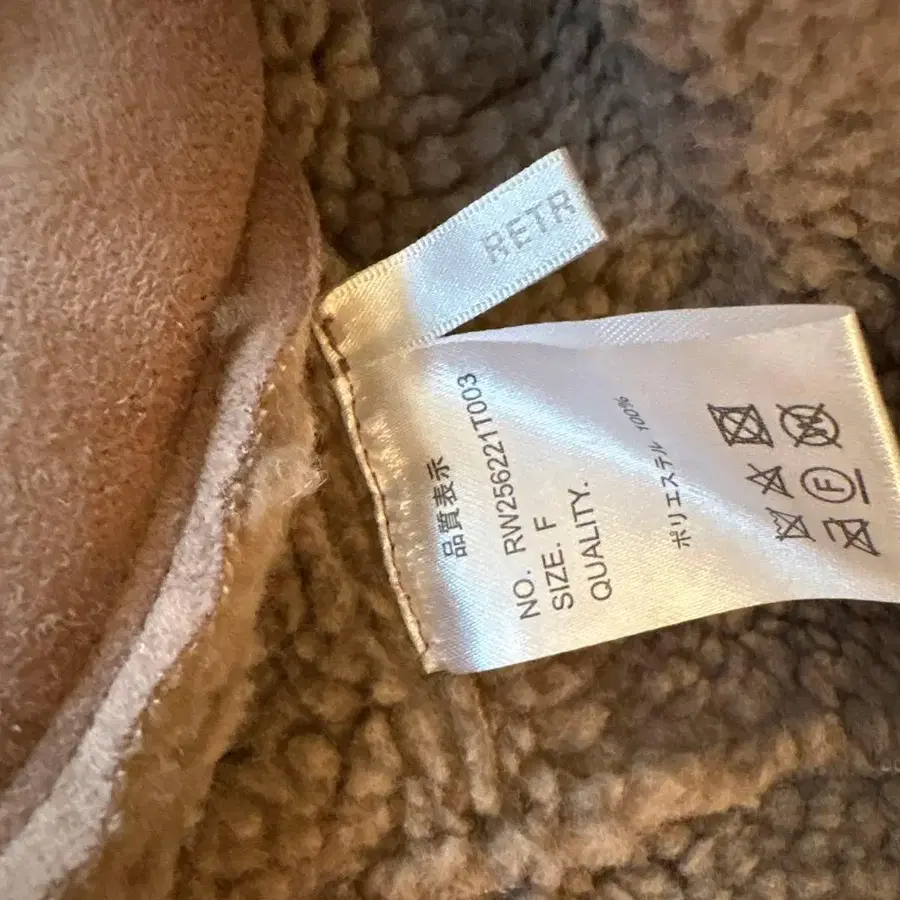 RETR
品質表示
NO. RW256221T003
SIZE. F
QUALITY.
ポリエステル 100%
W
F